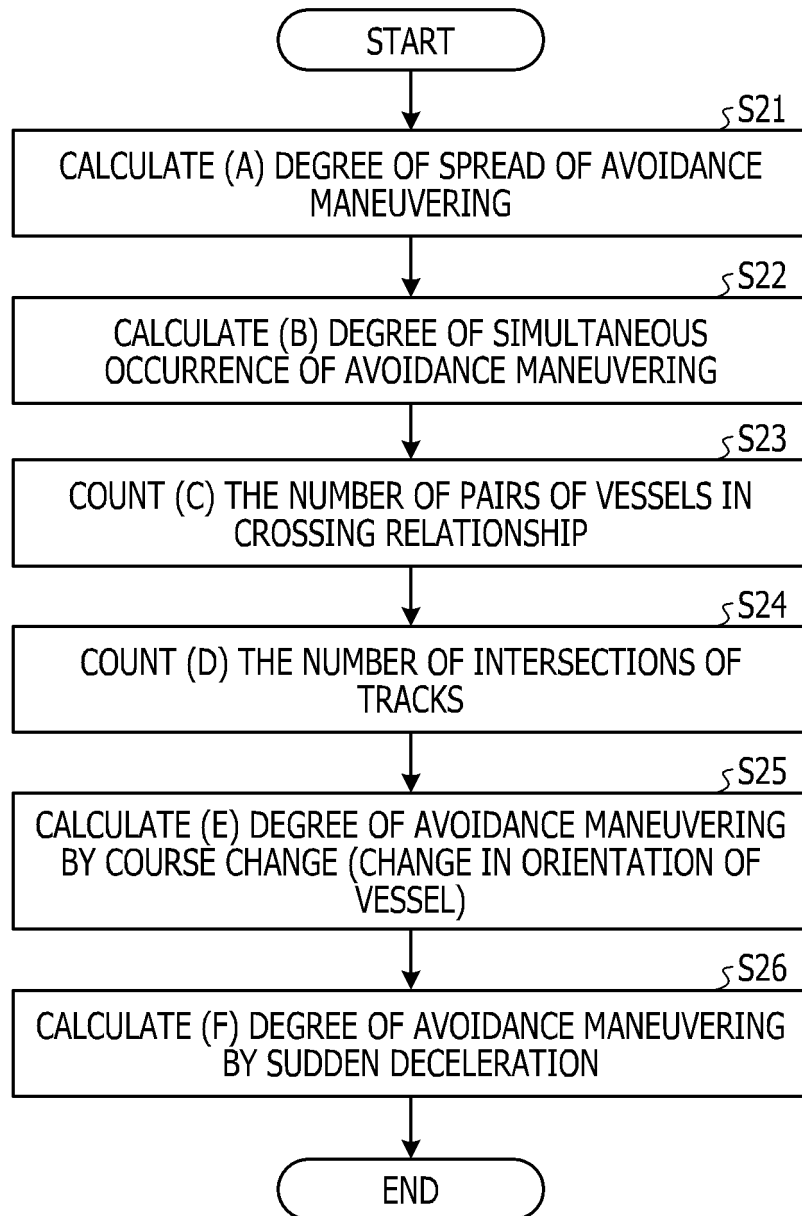 START
S21
CALCULATE (A) DEGREE OF SPREAD OF AVOIDANCE
MANEUVERING
S22
CALCULATE (B) DEGREE OF SIMULTANEOUS
OCCURRENCE OF AVOIDANCE MANEUVERING
S23
COUNT (C) THE NUMBER OF PAIRS OF VESSELS IN
CROSSING RELATIONSHIP
S24
COUNT (D) THE NUMBER OF INTERSECTIONS OF
TRACKS
S25
CALCULATE (E) DEGREE OF AVOIDANCE MANEUVERING
BY COURSE CHANGE (CHANGE IN ORIENTATION OF
VESSEL)
S26
CALCULATE (F) DEGREE OF AVOIDANCE MANEUVERING
BY SUDDEN DECELERATION
END